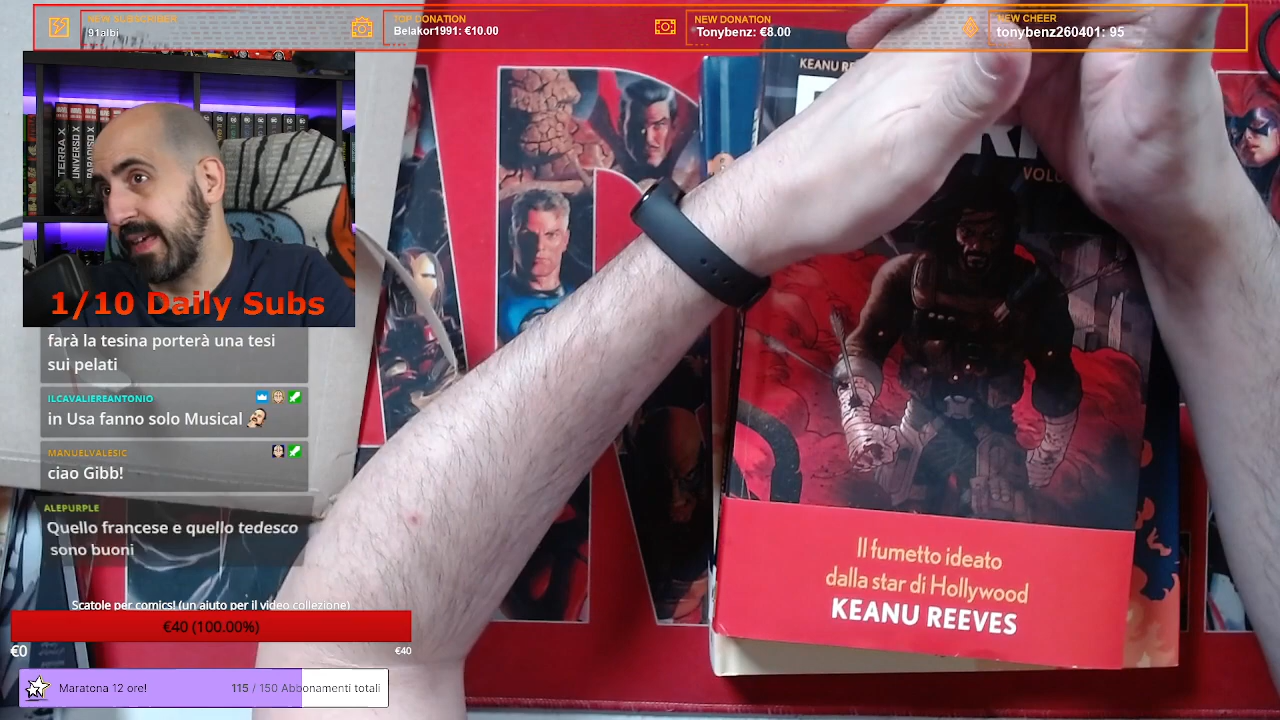 NEW SUBSCRIBER
91albi
TOP DONATION
Belakor1991: €10.00
NEW DONATION
Tonybenz: €8.00
NEW CHEER
tonybenz260401: 95
KEANU RE
VOLU
TERRA X
UNIVERSO X
PARADISO X
1/10 Daily Subs
farà la tesina porterà una tesi
sui pelati
ILCAVALIEREANTONIO
in Usa fanno solo Musical
MANUELVALESIC
ciao Gibb!
ALEPURPLE
Quello francese e quello tedesco
sono buoni
Scatole per comics! (un aiuto per il video collezione)
€40 (100.00%)
€0
€40
Maratona 12 ore!
115 / 150 Abbonamenti totali
Il fumetto ideato
dalla star di Hollywood
KEANU REEVES